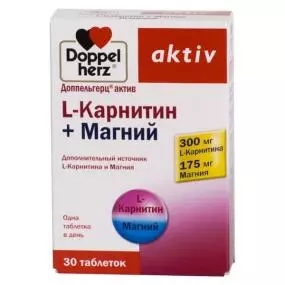 Doppel
herz®
aktiv
Доппельгерц® актив
L-Карнитин
+ Магний
300 мг
L-Карнитина
175 мг
Магния
Дополнительный источник
L-Карнитина и Магния
L-
Карнитин
Магний
Одна
таблетка
в день
30 таблеток